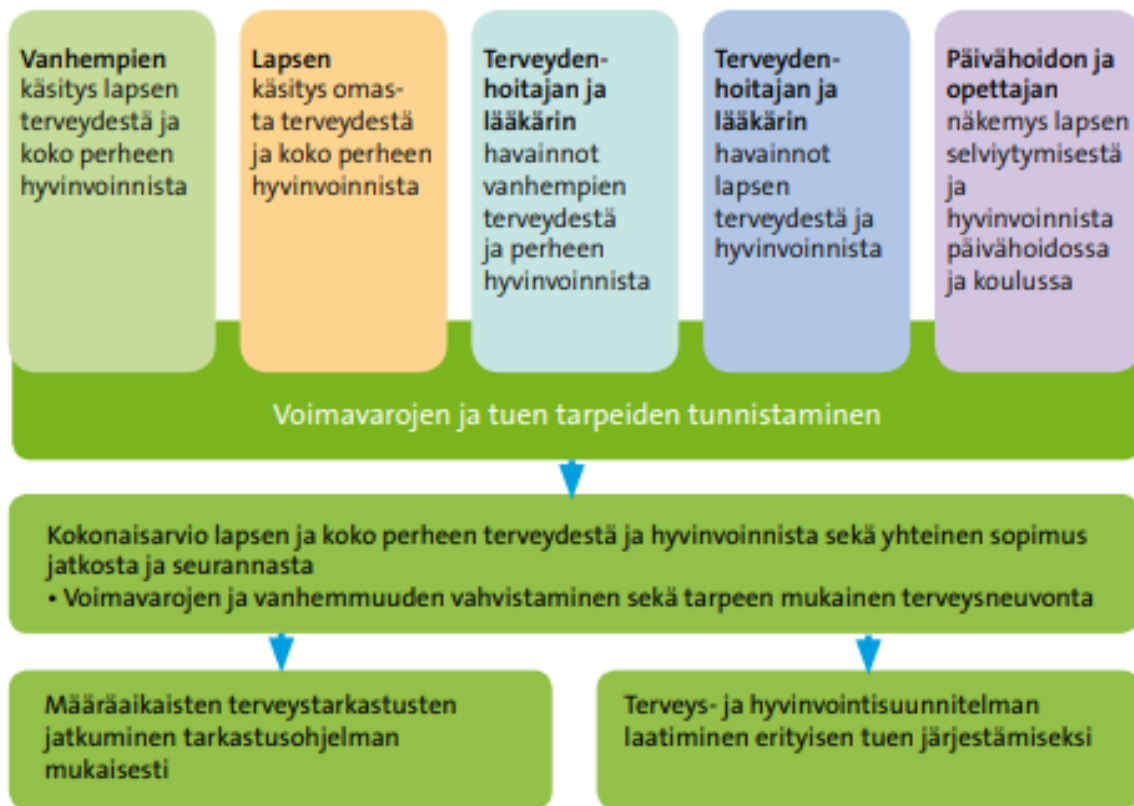 Vanhempien
käsitys lapsen
terveydestä ja
koko perheen
hyvinvoinnista
Lapsen
käsitys omas-
ta terveydestä
ja koko perheen
hyvinvoinnista
Terveyden-
hoitajan ja
lääkärin
havainnot
vanhempien
terveydestä
ja perheen
hyvinvoinnista
Terveyden-
hoitajan ja
lääkärin
havainnot
lapsen
terveydestä ja
hyvinvoinnista
Päivähoidon ja
opettajan
näkemys lapsen
selviytymisestä
ja
hyvinvoinnista
päivähoidossa
ja koulussa
Voimavarojen ja tuen tarpeiden tunnistaminen
Kokonaisarvio lapsen ja koko perheen terveydestä ja hyvinvoinnista sekä yhteinen sopimus
jatkosta ja seurannasta
• Voimavarojen ja vanhemmuuden vahvistaminen sekä tarpeen mukainen terveysneuvonta
Määräaikaisten terveystarkastusten
jatkuminen tarkastusohjelman
mukaisesti
Terveys- ja hyvinvointisuunnitelman
laatiminen erityisen tuen järjestämiseksi